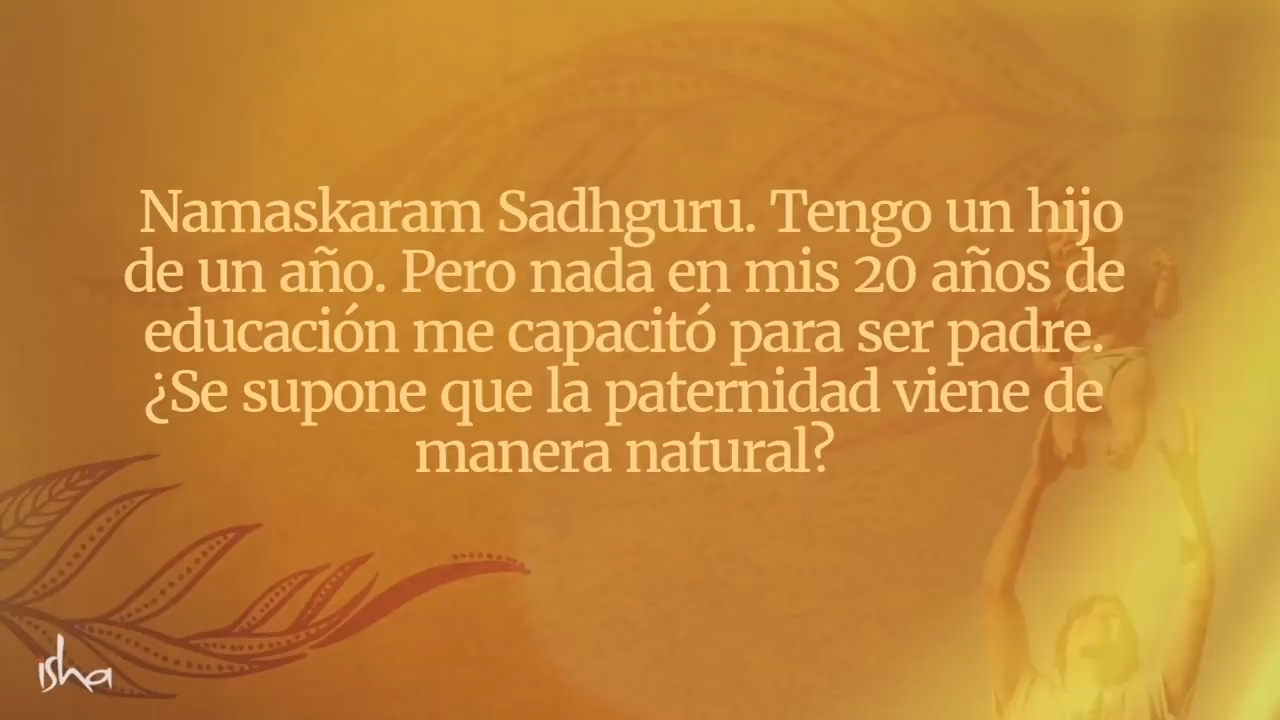 Namaskaram Sadhguru. Tengo un hijo
de un año. Pero nada en mis 20 años de
educación me capacitó para ser padre.
¿Se supone que la paternidad viene de
manera natural?
isha